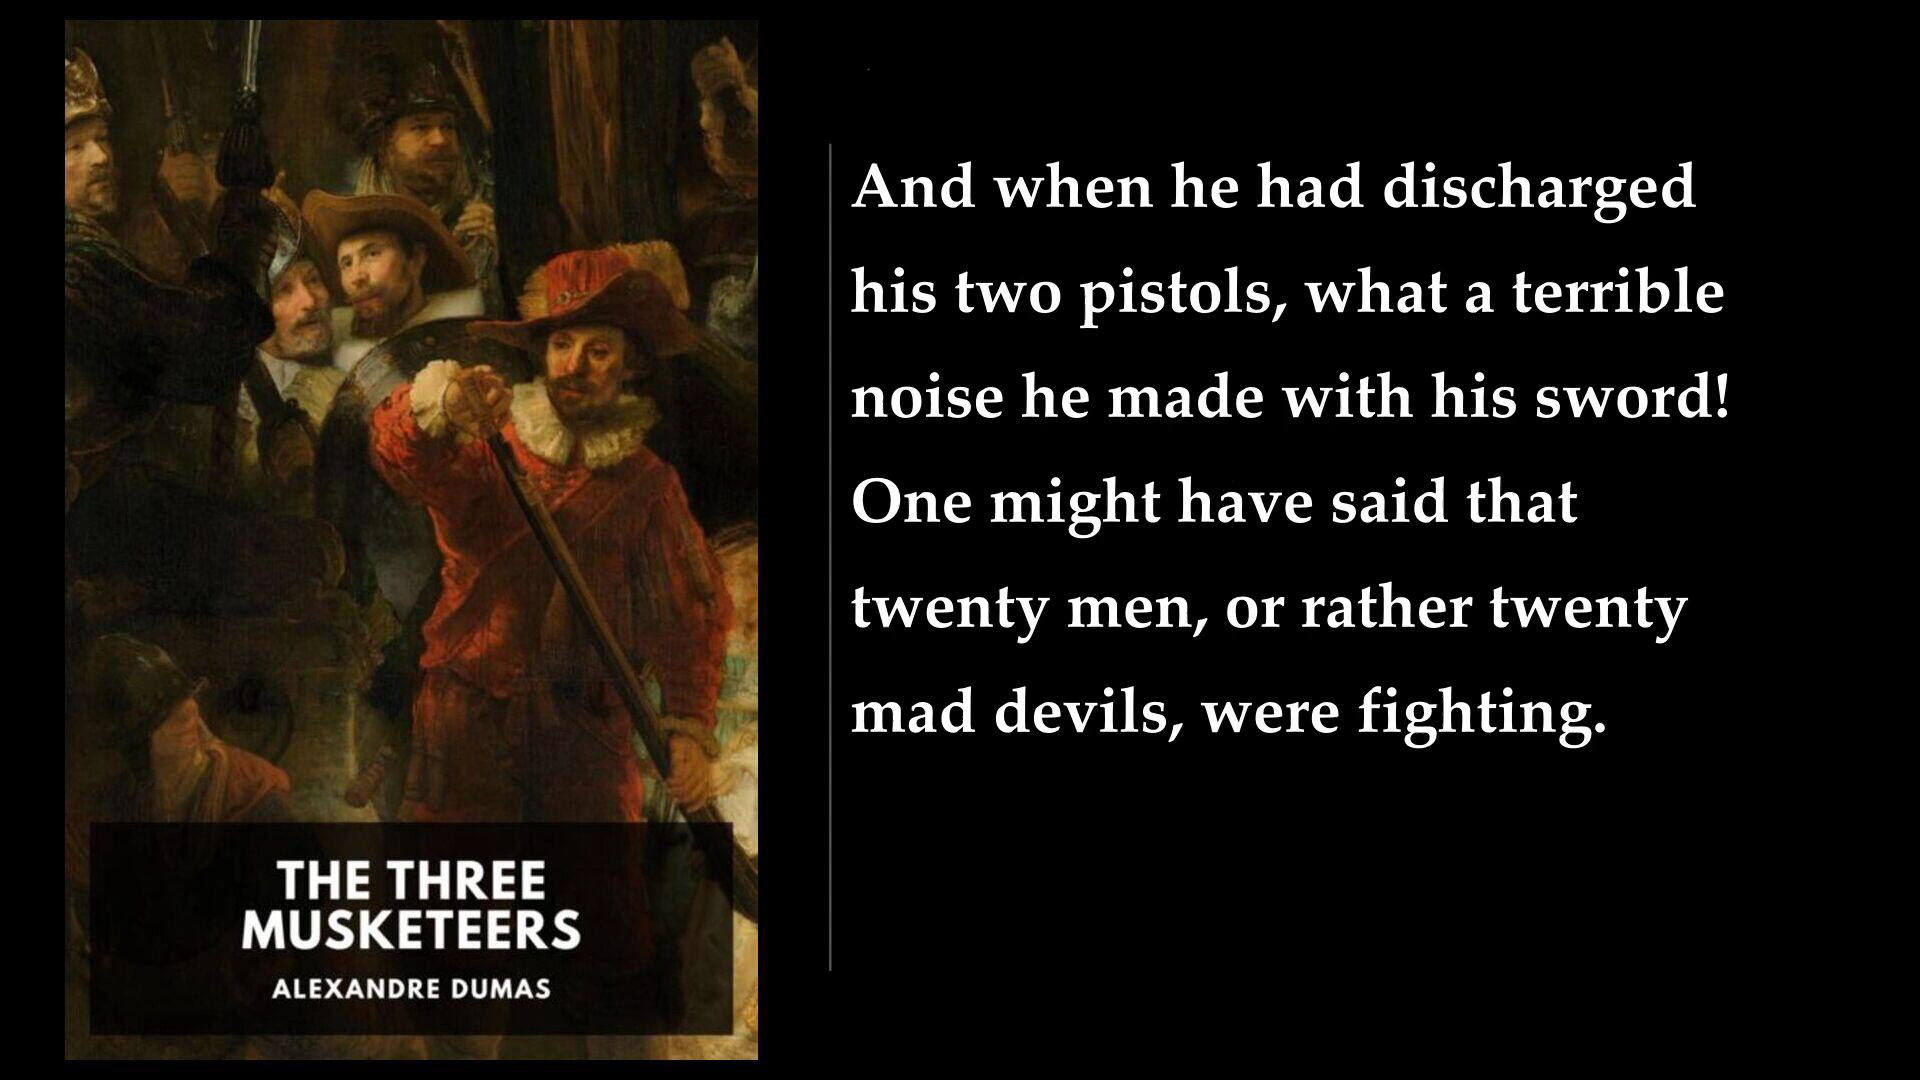 And when he had discharged
his two pistols, what a terrible
noise he made with his sword!
One might have said that
twenty men, or rather twenty
mad devils, were fighting.
THE THREE
MUSKETEERS
ALEXANDRE DUMAS